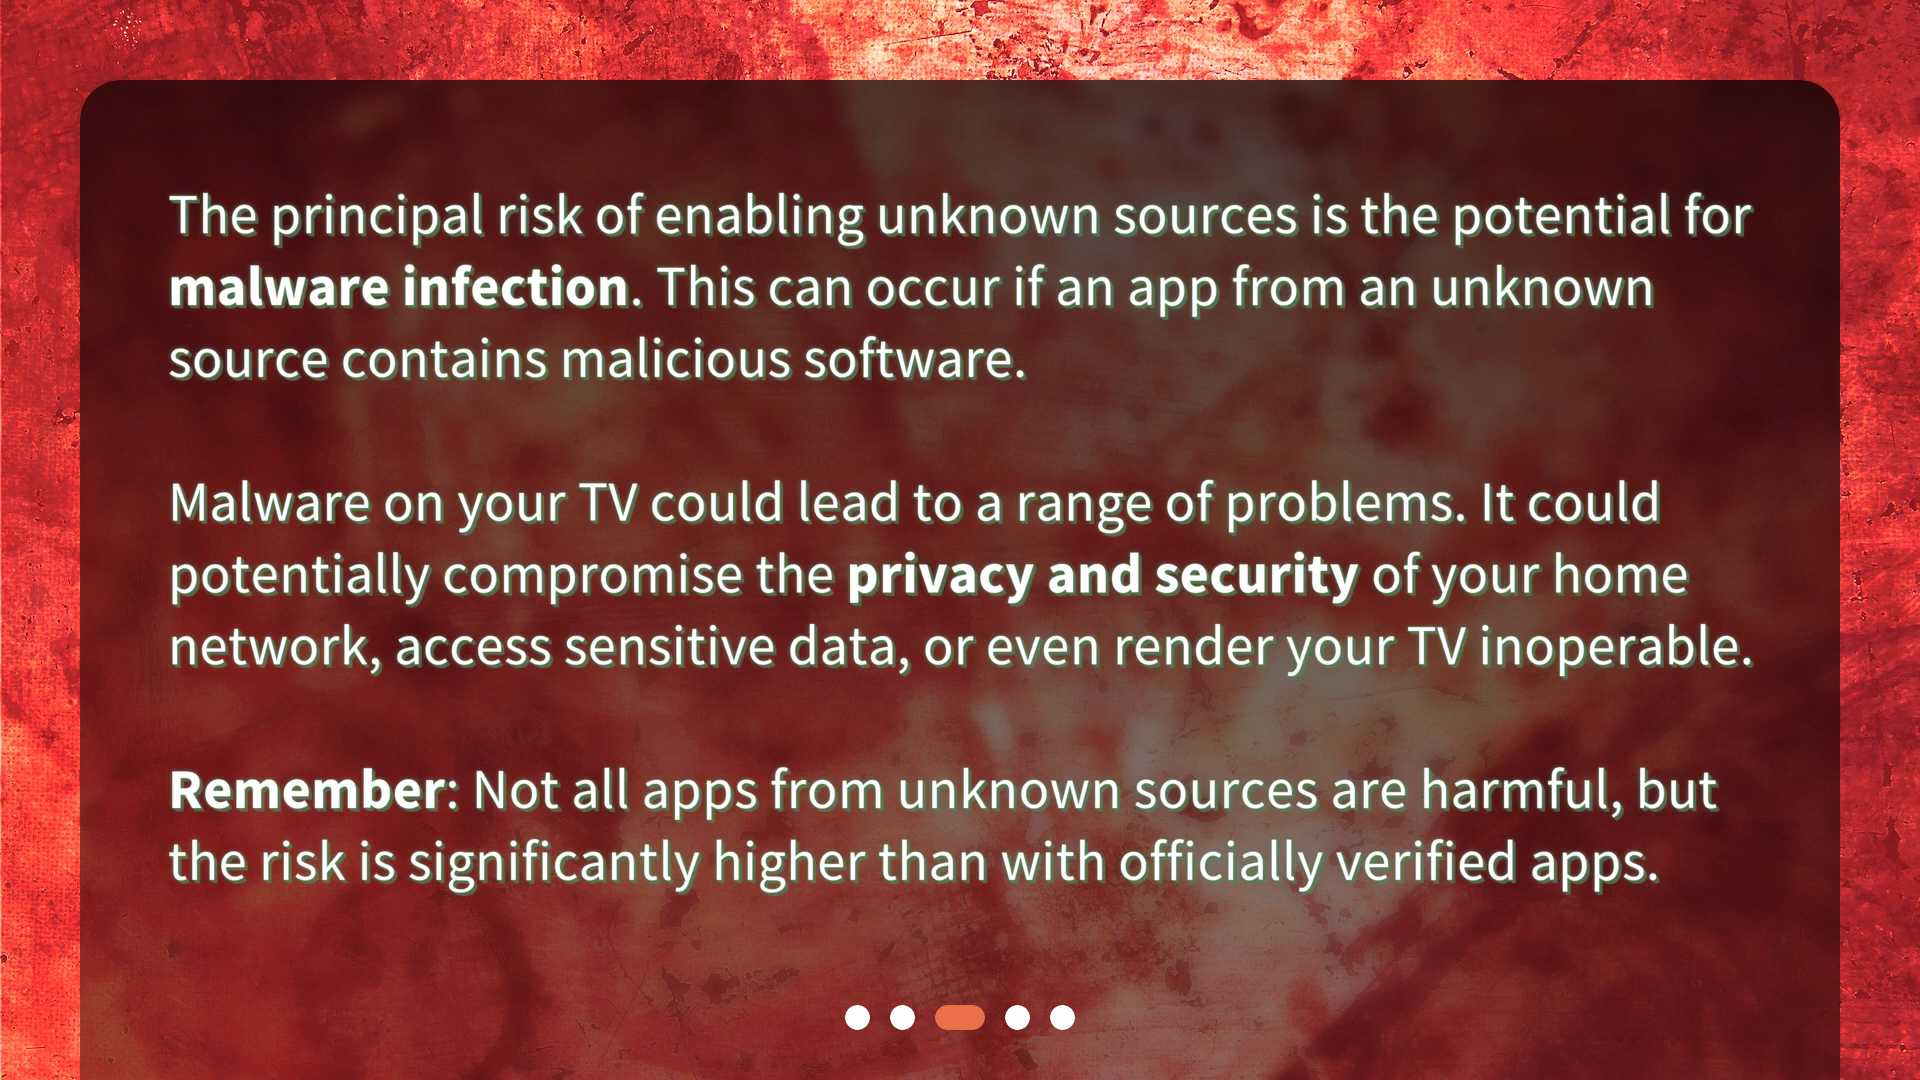 The principal risk of enabling unknown sources is the potential for
malware infection. This can occur if an app from an unknown
source contains malicious software.
Malware on your TV could lead to a range of problems. It could
potentially compromise the privacy and security of your home
network, access sensitive data, or even render your TV inoperable.
Remember: Not all apps from unknown sources are harmful, but
the risk is significantly higher than with officially verified apps.